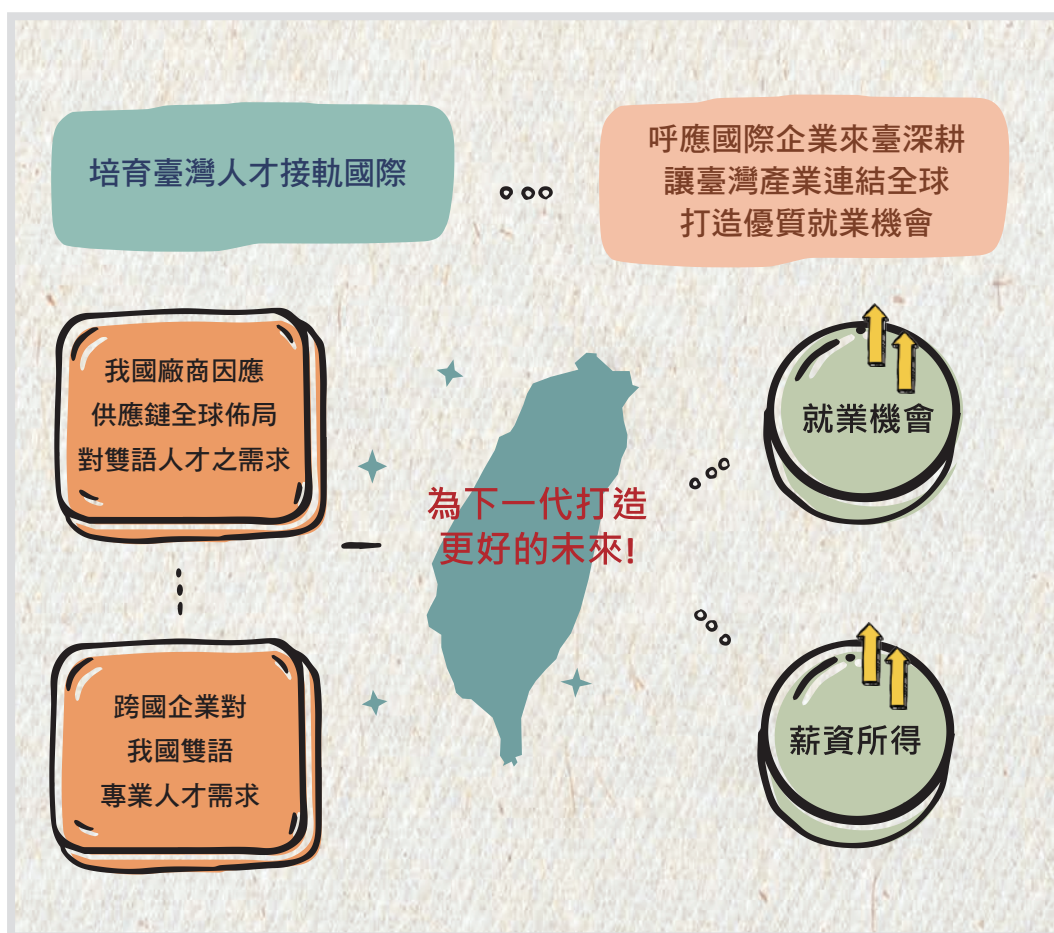 培育臺灣人才接軌國際
呼應國際企業來臺深耕
讓臺灣產業連結全球
打造優質就業機會
我國廠商因應
供應鏈全球佈局
對雙語人才之需求
為下一代打造
更好的未來!
就業機會
跨國企業對
我國雙語
專業人才需求
薪資所得